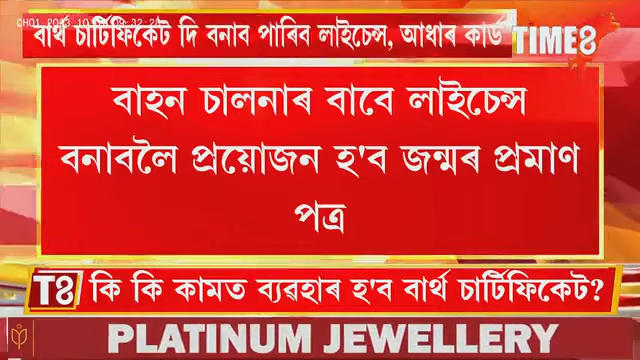 বাৰ্থ চাৰ্টিফিকেট দি বনাব পাৰিব লাইচেন্স, আধাৰ কাৰ্ড
TIME8
বাহন চালনাৰ বাবে লাইচেন্স
বনাবলৈ প্ৰয়োজন হ'ব জন্মৰ প্ৰমাণ
পত্ৰ
T8 কি কি কামত ব্যৱহাৰ হ'ব বাৰ্থ চাৰ্টিফিকেট?
PLATINUM JEWELLERY